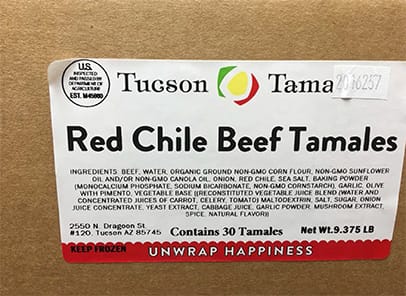 U.S.
INSPECTED
AND PASSED BY
DEPARTMENT OF
AGRICULTURE
EST. M45860
Tucson Tama
2016257
Red Chile Beef Tamales
INGREDIENTS: BEEF, WATER, ORGANIC GROUND NON-GMO CORN FLOUR, NON-GMO SUNFLOWER
OIL AND/OR NON-GMO CANOLA OIL, ONION, RED CHILE, SEA SALT, BAKING POWDER
(MONOCALCIUM PHOSPHATE, SODIUM BICARBONATE, NON-GMO CORNSTARCH), GARLIC, OLIVE
WITH PIMENTO, VEGETABLE BASE ((RECONSTITUTED VEGETABLE JUICE BLEND (WATER AND
CONCENTRATED JUICES OF CARROT, CELERY, TOMATO) MALTODEXTRIN, SALT, SUGAR, ONION
JUICE CONCENTRATE, YEAST EXTRACT, CABBAGE JUICE, GARLIC POWDER, MUSHROOM EXTRACT,
SPICE, NATURAL FLAVOR))
2550 N. Dragoon St.
#120, Tucson AZ 85745 Contains 30 Tamales Net Wt.9.375 LB
KEEP FROZEN UNWRAP HAPPINESS